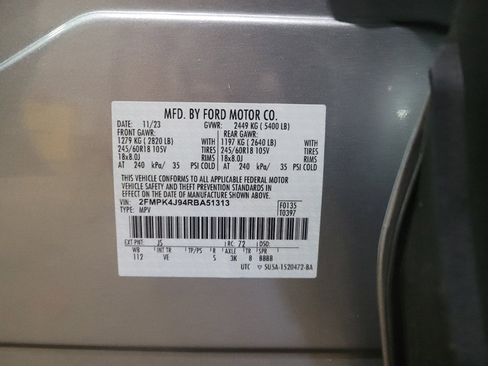 MFD. BY FORD MOTOR CO.
DATE: 11/23 GVWR: 2449 KG ( 5400 LB)
FRONT GAWR: REAR GAWR:
1279 KG ( 2820 LB) WITH 1197 KG ( 2640 LB) WITH
245/60R18 105V TIRES 245/60R18 105V TIRES
18x8.0J RIMS 18x8.0J RIMS
AT 240 kPa/ 35 PSI COLD AT 240 kPa/ 35 PSI COLD
THIS VEHICLE CONFORMS TO ALL APPLICABLE FEDERAL MOTOR
VEHICLE SAFETY AND THEFT PREVENTION STANDARDS IN
EFFECT ON THE DATE OF MANUFACTURE SHOWN ABOVE.
VIN: 2FMPK4J94RBA51313 F0135
TYPE: MPV T0397
EXT PNT: JS RC: 72 DSO:
WB INT TR TP/PS R AXLE TR SPR
112 VE S 3K 8 BBBB
UTC ▽ 5U5A-1520472-BA